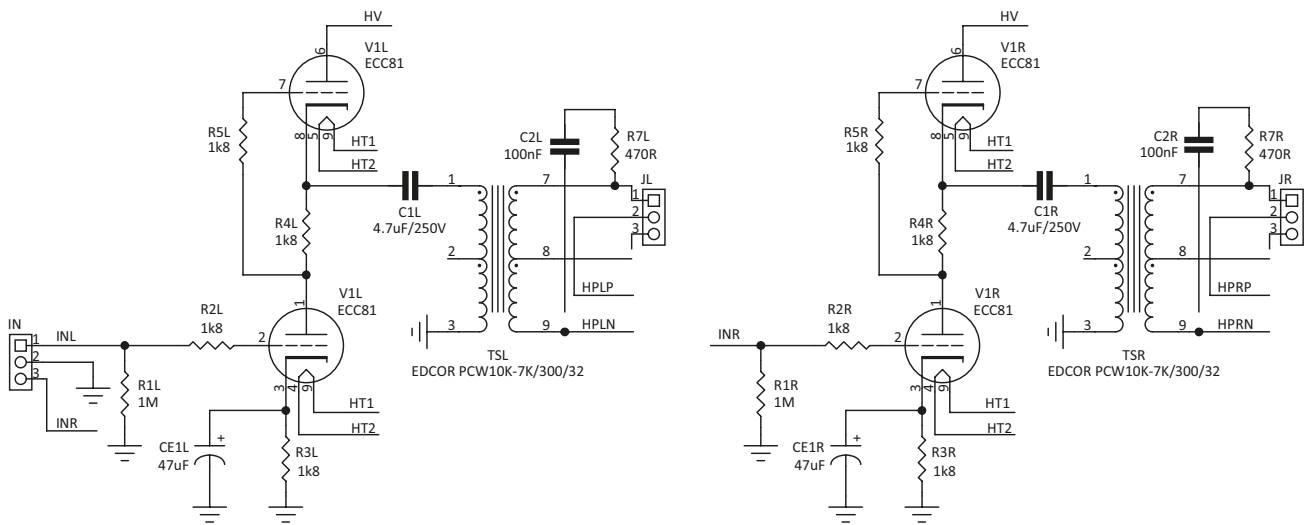 HV
V1L
ECC81
6
7
8
5
9
HT1
HT2
R5L
1k8
C2L
100nF
R7L
470R
JL
1
2
3
C1L
4.7uF/250V
1
2
3
7
8
9
R4L
1k8
HPLP
HPLN
TSL
EDCOR PCW10K-7K/300/32
V1L
ECC81
1
2
3
4
9
HT1
HT2
IN
1
2
3
INL
INR
R2L
1k8
R1L
1M
CE1L
+
47uF
R3L
1k8
HV
V1R
ECC81
6
7
8
5
9
HT1
HT2
R5R
1k8
C2R
100nF
R7R
470R
JR
1
2
3
C1R
4.7uF/250V
1
2
3
7
8
9
R4R
1k8
HPRP
HPRN
TSR
EDCOR PCW10K-7K/300/32
V1R
ECC81
1
2
3
4
9
HT1
HT2
INR
R2R
1k8
R1R
1M
CE1R
+
47uF
R3R
1k8